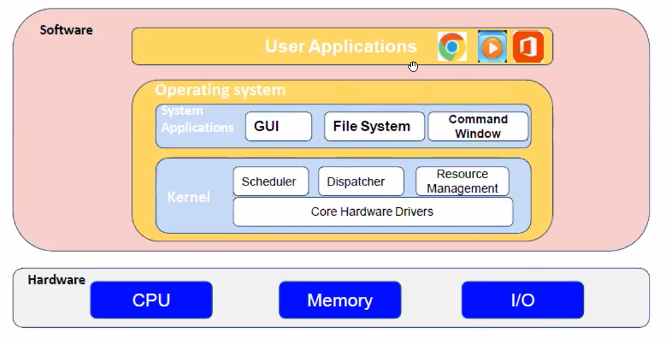 Software
User Applications
Operating system
System
Applications
GUI
File System
Command
Window
Kernel
Scheduler
Dispatcher
Resource
Management
Core Hardware Drivers
Hardware
CPU
Memory
I/O